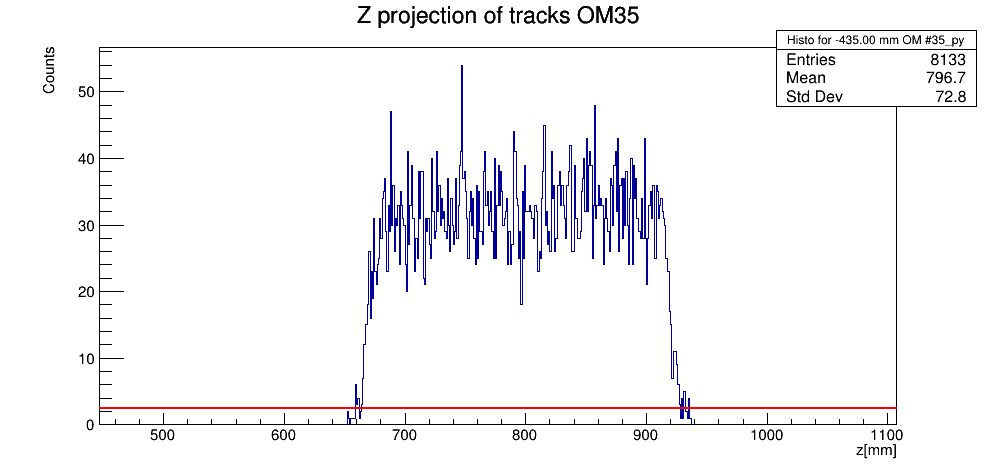 Z projection of tracks OM35
Histo for -435.00 mm OM #35_py
Entries 8133
Mean 796.7
Std Dev 72.8
Counts
50
40
30
20
10
0
500 600 700 800 900 1000 1100
z[mm]